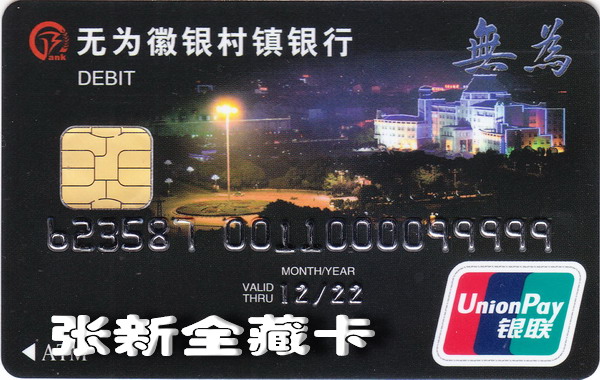 Bank 无为徽银村镇银行 無為
DEBIT
623587 0011000099999
MONTH/YEAR
VALID THRU 12/22
UnionPay
银联
张新全藏卡
ATM